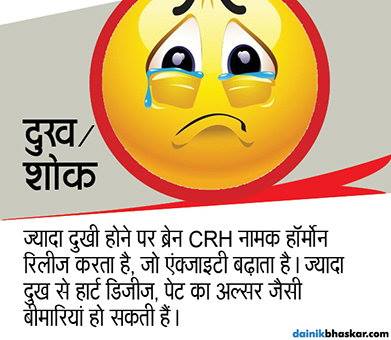 दुख/
शोक
ज्यादा दुखी होने पर ब्रेन CRH नामक हॉर्मोन
रिलीज करता है, जो एंक्जाइटी बढ़ाता है। ज्यादा
दुख से हार्ट डिजीज, पेट का अल्सर जैसी
बीमारियां हो सकती हैं।
dainikbhaskar.com